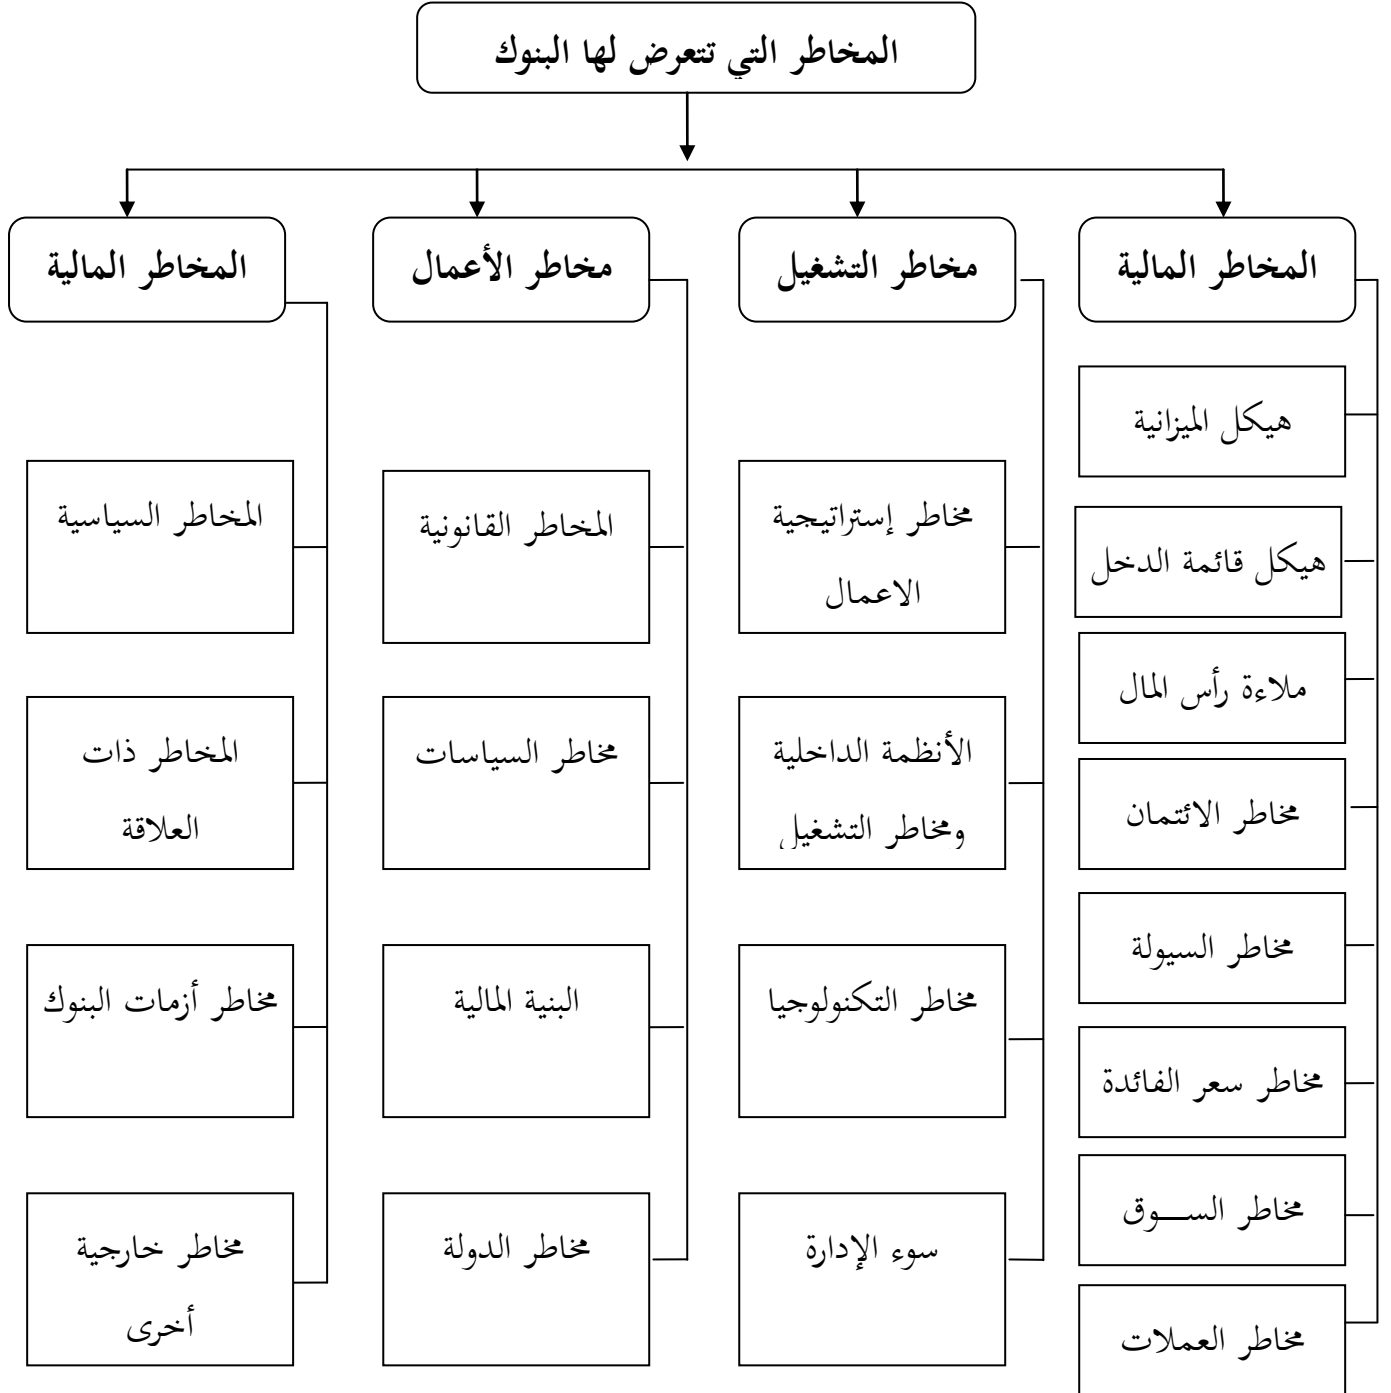 المخاطر التي تتعرض لها البنوك
المخاطر المالية
مخاطر التشغيل
مخاطر الأعمال
المخاطر المالية
هيكل الميزانية
هيكل قائمة الدخل
ملاءة رأس المال
مخاطر الائتمان
مخاطر السيولة
مخاطر سعر الفائدة
مخاطر الســـوق
مخاطر العملات
مخاطر إستراتيجية
الاعمال
الأنظمة الداخلية
ومخاطر التشغيل
مخاطر التكنولوجيا
سوء الإدارة
المخاطر القانونية
مخاطر السياسات
البنية المالية
مخاطر الدولة
المخاطر السياسية
المخاطر ذات
العلاقة
مخاطر أزمات البنوك
مخاطر خارجية
أخرى